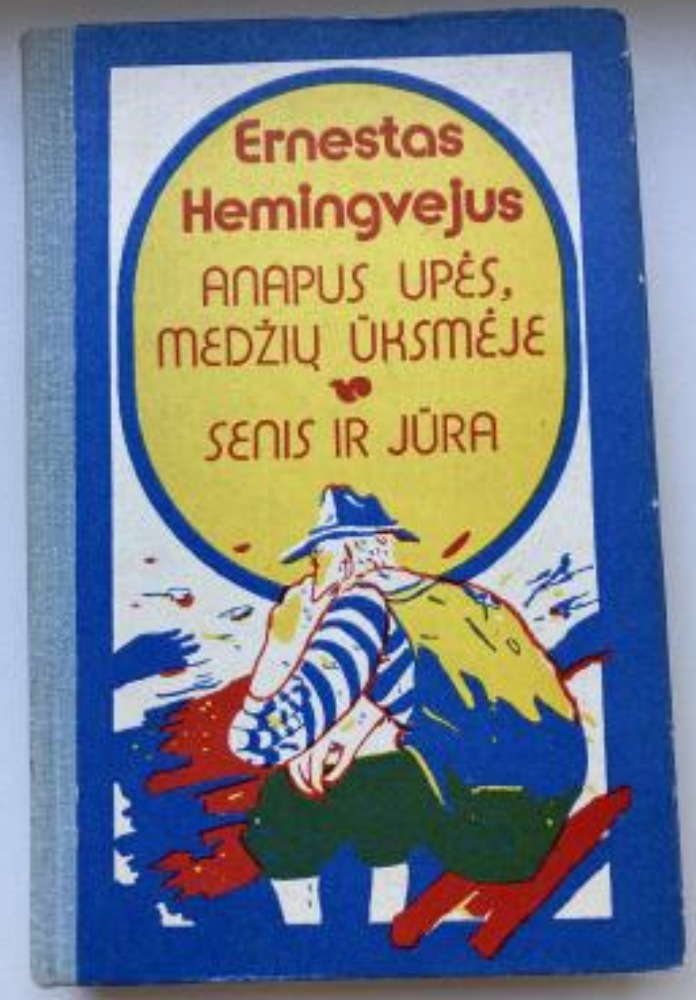 Ernestas
Hemingvejus
ANAPUS UPĖS,
MEDŽIŲ ŪKSMĖJE
SENIS IR JŪRA